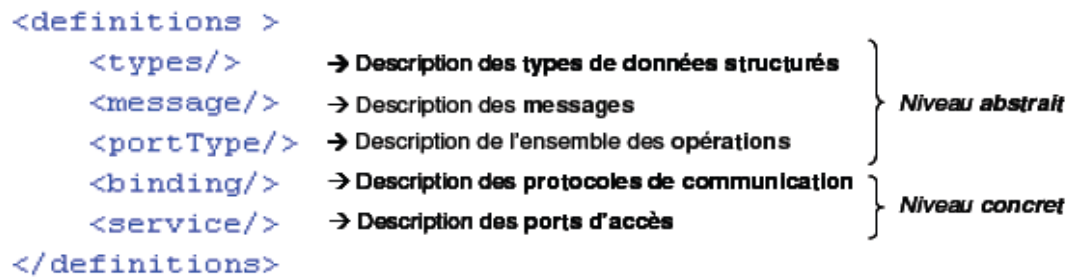 <definitions >
<types/> → Description des types de données structurés
<message/> → Description des messages
Niveau abstrait
<portType/> → Description de l'ensemble des opérations
<binding/> → Description des protocoles de communication
Niveau concret
<service/> → Description des ports d'accès
</definitions>